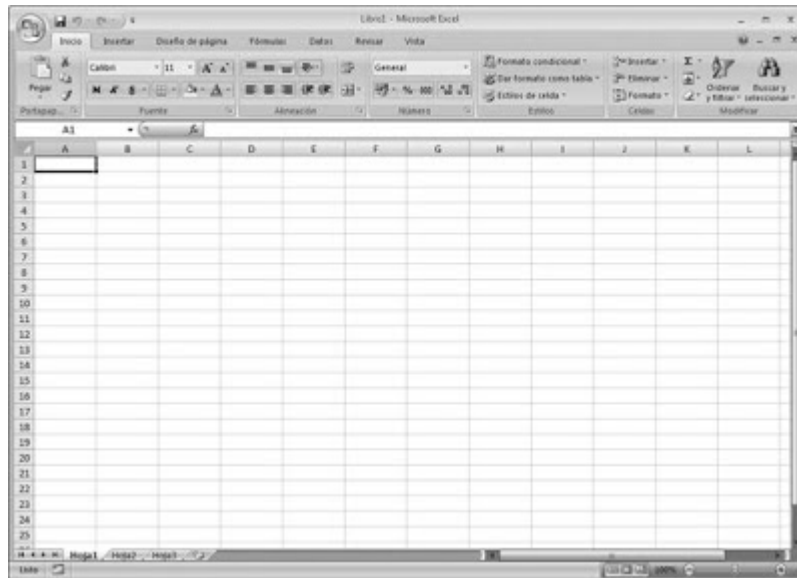 Libro1 - Microsoft Excel
Inicio Insertar Diseño de página Fórmulas Datos Revisar Vista
Pegar
Calibri 11
N K S
General
% 000
Formato condicional
Dar formato como tabla
Estilos de celda
Insertar
Eliminar
Formato
Σ
Ordenar y filtrar
Buscar y seleccionar
Portapap... Fuente Alineación Número Estilos Celdas Modificar
A1 fx
A B C D E F G H I J K L
1
2
3
4
5
6
7
8
9
10
11
12
13
14
15
16
17
18
19
20
21
22
23
24
25
Hoja1 Hoja2 Hoja3
Listo 100%